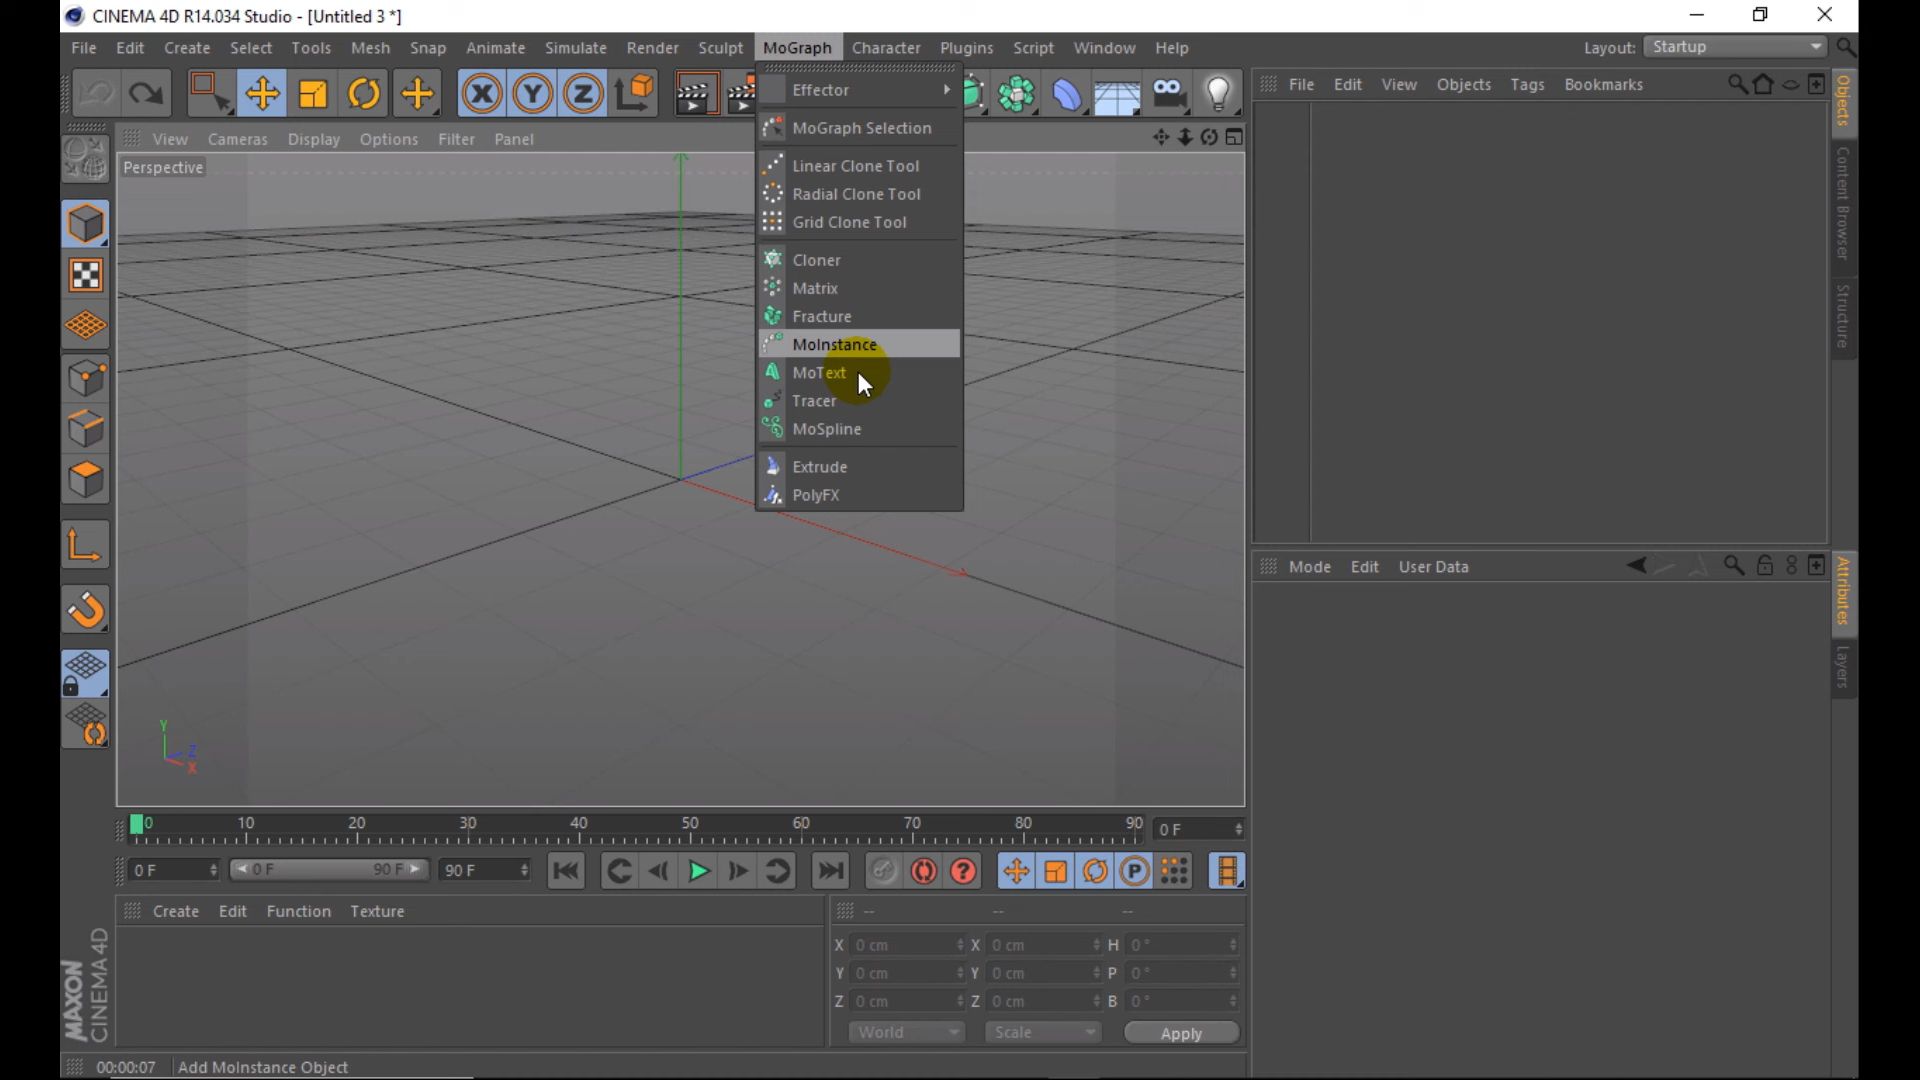 CINEMA 4D R14.034 Studio - [Untitled 3 *]
File Edit Create Select Tools Mesh Snap Animate Simulate Render Sculpt MoGraph Character Plugins Script Window Help Layout: Startup
Effector
MoGraph Selection
Linear Clone Tool
Radial Clone Tool
Grid Clone Tool
Cloner
Matrix
Fracture
MoInstance
MoText
Tracer
MoSpline
Extrude
PolyFX
X Y Z
View Cameras Display Options Filter Panel
Perspective
Y
Z
X
File Edit View Objects Tags Bookmarks
Objects
Content Browser
Structure
Mode Edit User Data
Attributes
Layers
0 10 20 30 40 50 60 70 80 90 0 F
0 F 0 F 90 F 90 F
? P
Create Edit Function Texture
-- -- --
X 0 cm X 0 cm H 0 °
Y 0 cm Y 0 cm P 0 °
Z 0 cm Z 0 cm B 0 °
World Scale Apply
MAXON
CINEMA 4D
00:00:07 Add MoInstance Object